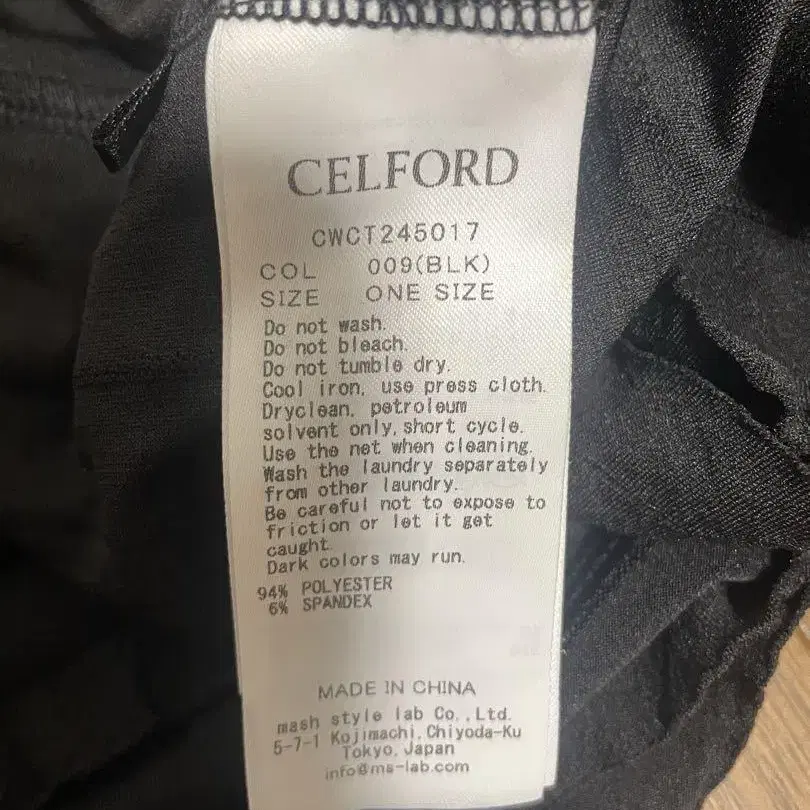 CELFORD
CWCT245017
COL 009(BLK)
SIZE ONE SIZE
Do not wash.
Do not bleach.
Do not tumble dry.
Cool iron, use press cloth.
Dryclean, petroleum
solvent only,short cycle.
Use the net when cleaning.
Wash the laundry separately
from other laundry.
Be careful not to expose to
friction or let it get
caught.
Dark colors may run.
94% POLYESTER
6% SPANDEX
MADE IN CHINA
mash style lab Co.,Ltd.
5-7-1 Kojimachi,Chiyoda-Ku
Tokyo,Japan
info@ms-lab.com